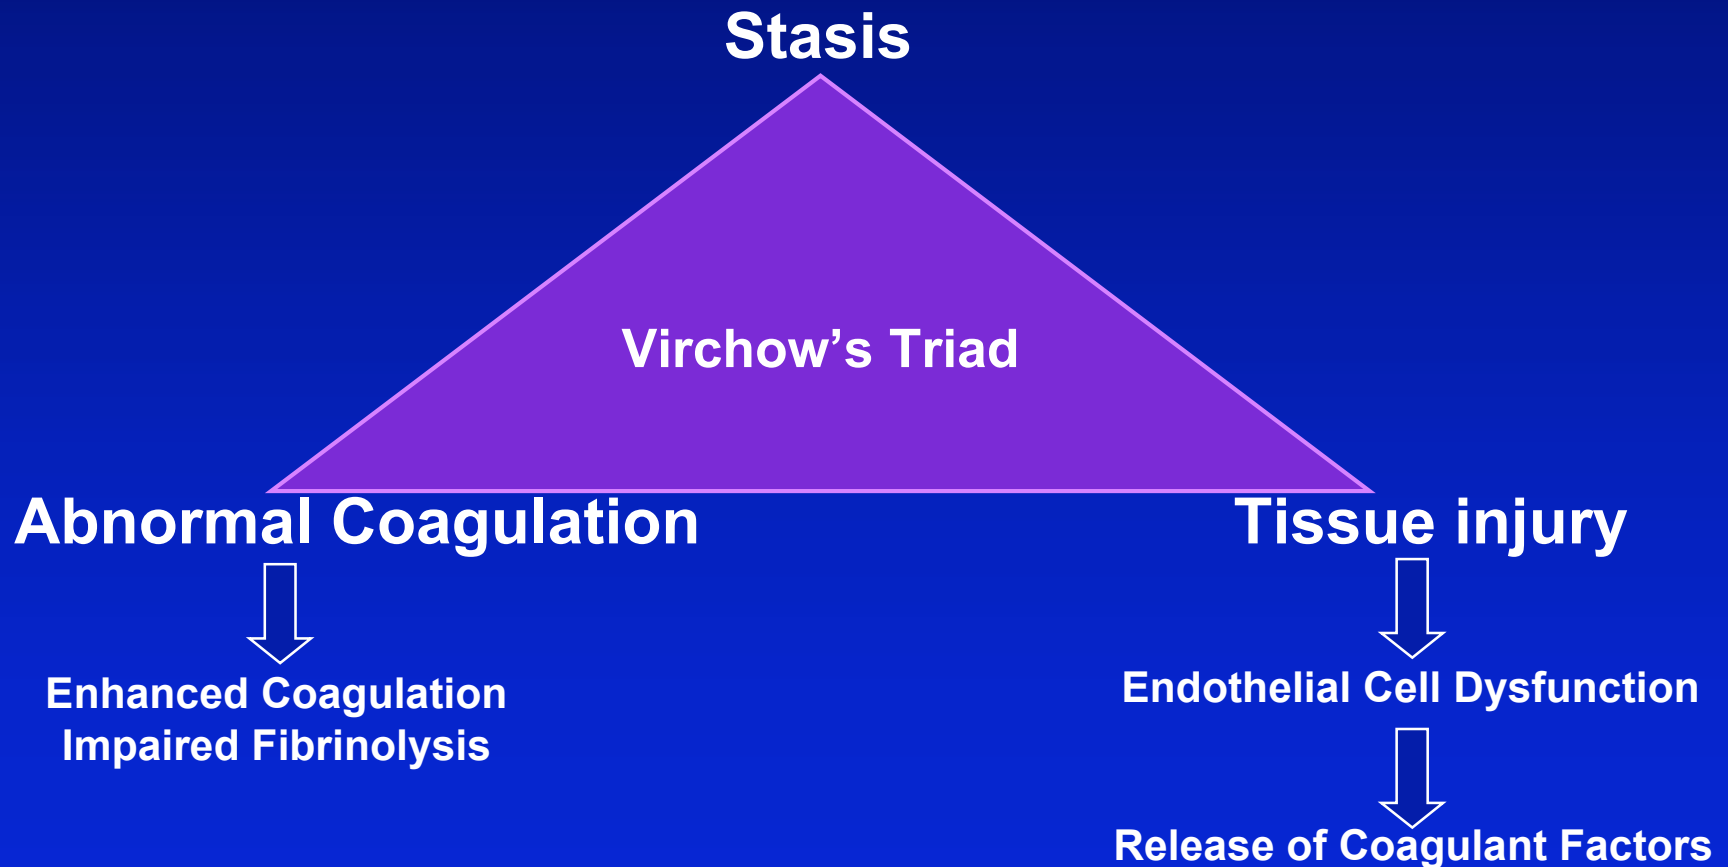 Stasis
Virchow’s Triad
Abnormal Coagulation
Tissue injury
Enhanced Coagulation
Impaired Fibrinolysis
Endothelial Cell Dysfunction
Release of Coagulant Factors